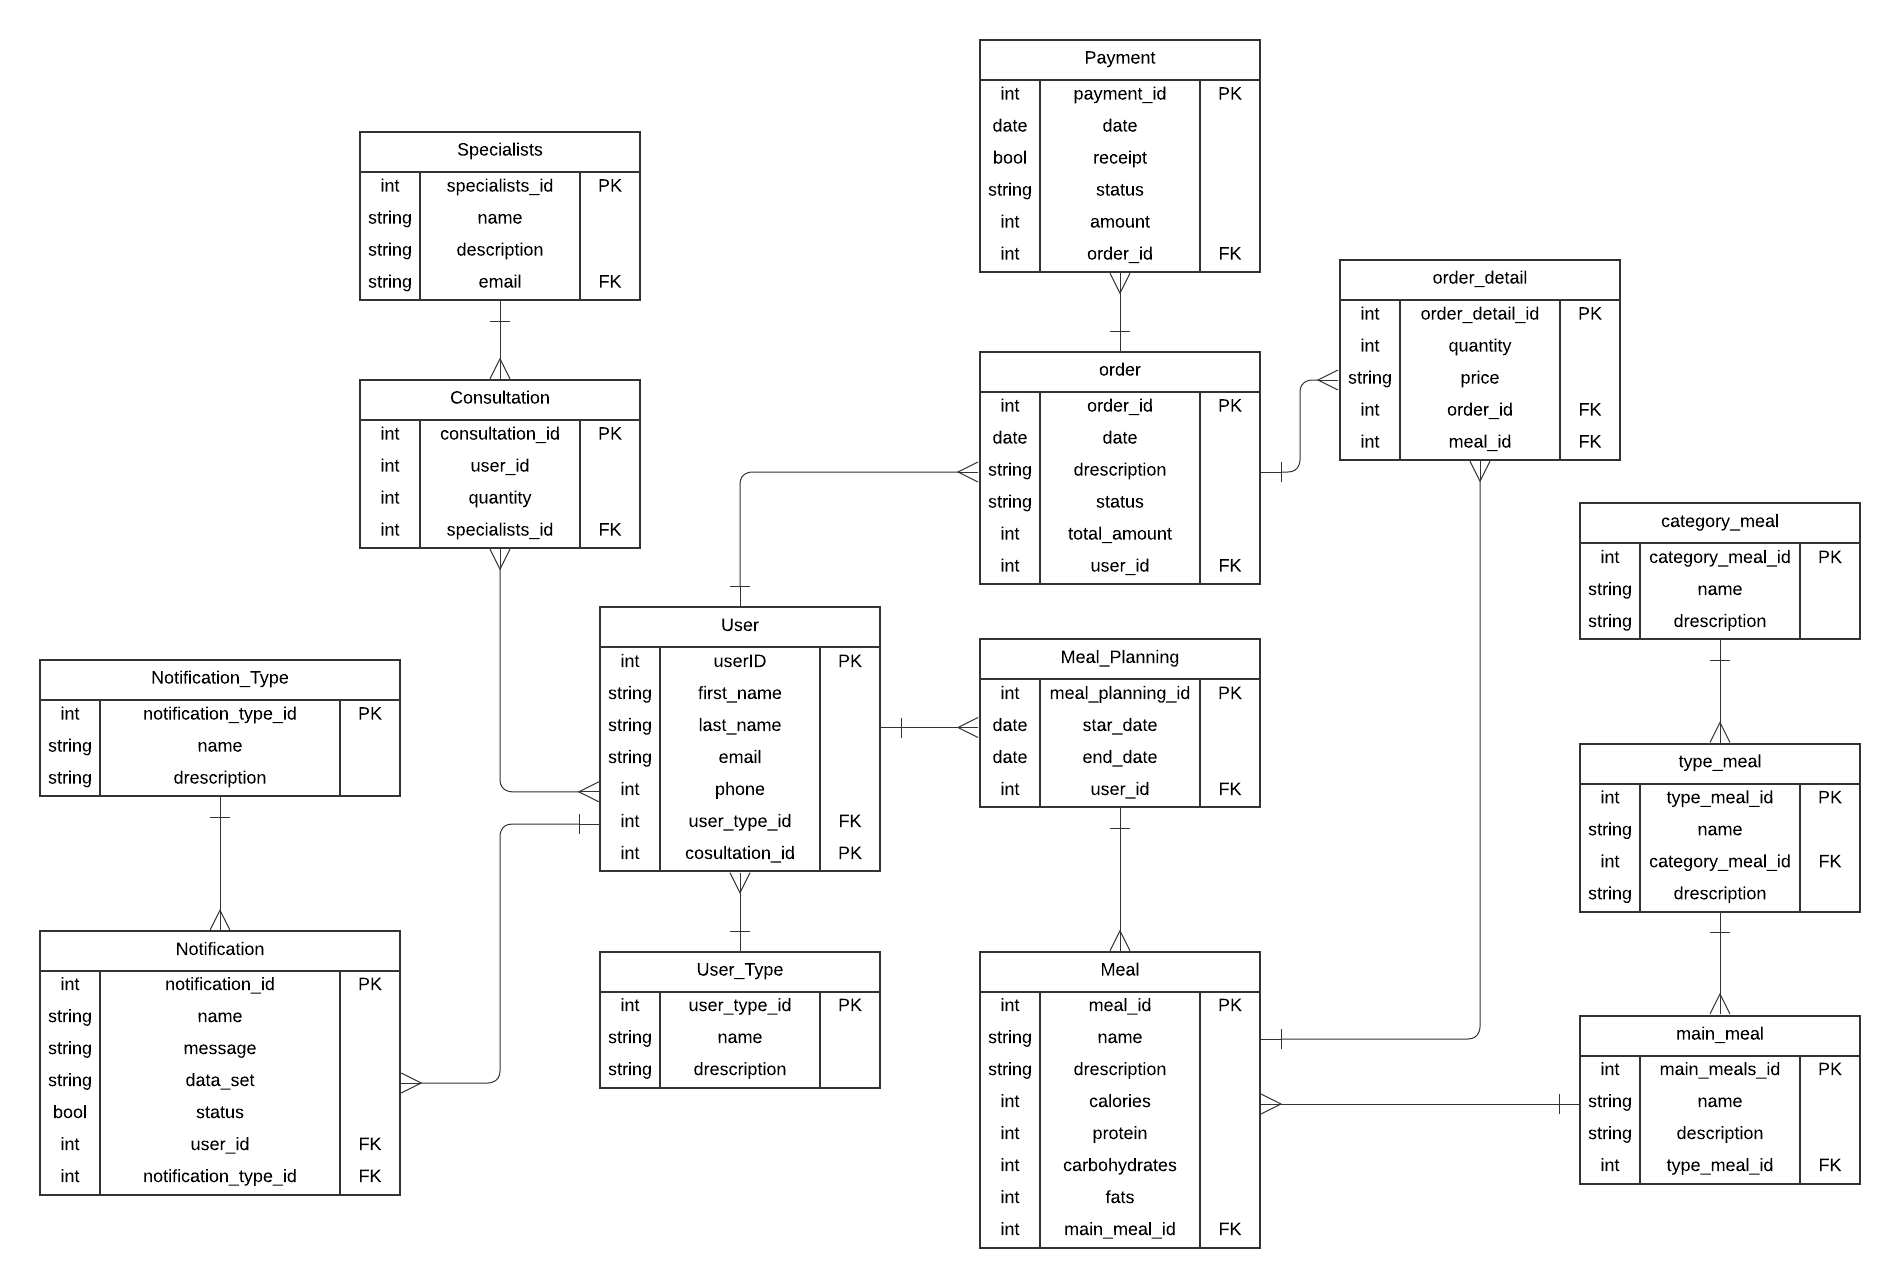 Payment
int payment_id PK
date date
bool receipt
string status
int amount
int order_id FK
Specialists
int specialists_id PK
string name
string description
string email FK
order_detail
int order_detail_id PK
int quantity
string price
int order_id FK
int meal_id FK
order
int order_id PK
date date
string drescription
string status
int total_amount
int user_id FK
Consultation
int consultation_id PK
int user_id
int quantity
int specialists_id FK
category_meal
int category_meal_id PK
string name
string drescription
User
int userID PK
string first_name
string last_name
string email
int phone
int user_type_id FK
int cosultation_id PK
Meal_Planning
int meal_planning_id PK
date star_date
date end_date
int user_id FK
Notification_Type
int notification_type_id PK
string name
string drescription
type_meal
int type_meal_id PK
string name
int category_meal_id FK
string drescription
Notification
int notification_id PK
string name
string message
string data_set
bool status
int user_id FK
int notification_type_id FK
User_Type
int user_type_id PK
string name
string drescription
Meal
int meal_id PK
string name
string drescription
int calories
int protein
int carbohydrates
int fats
int main_meal_id FK
main_meal
int main_meals_id PK
string name
string description
int type_meal_id FK